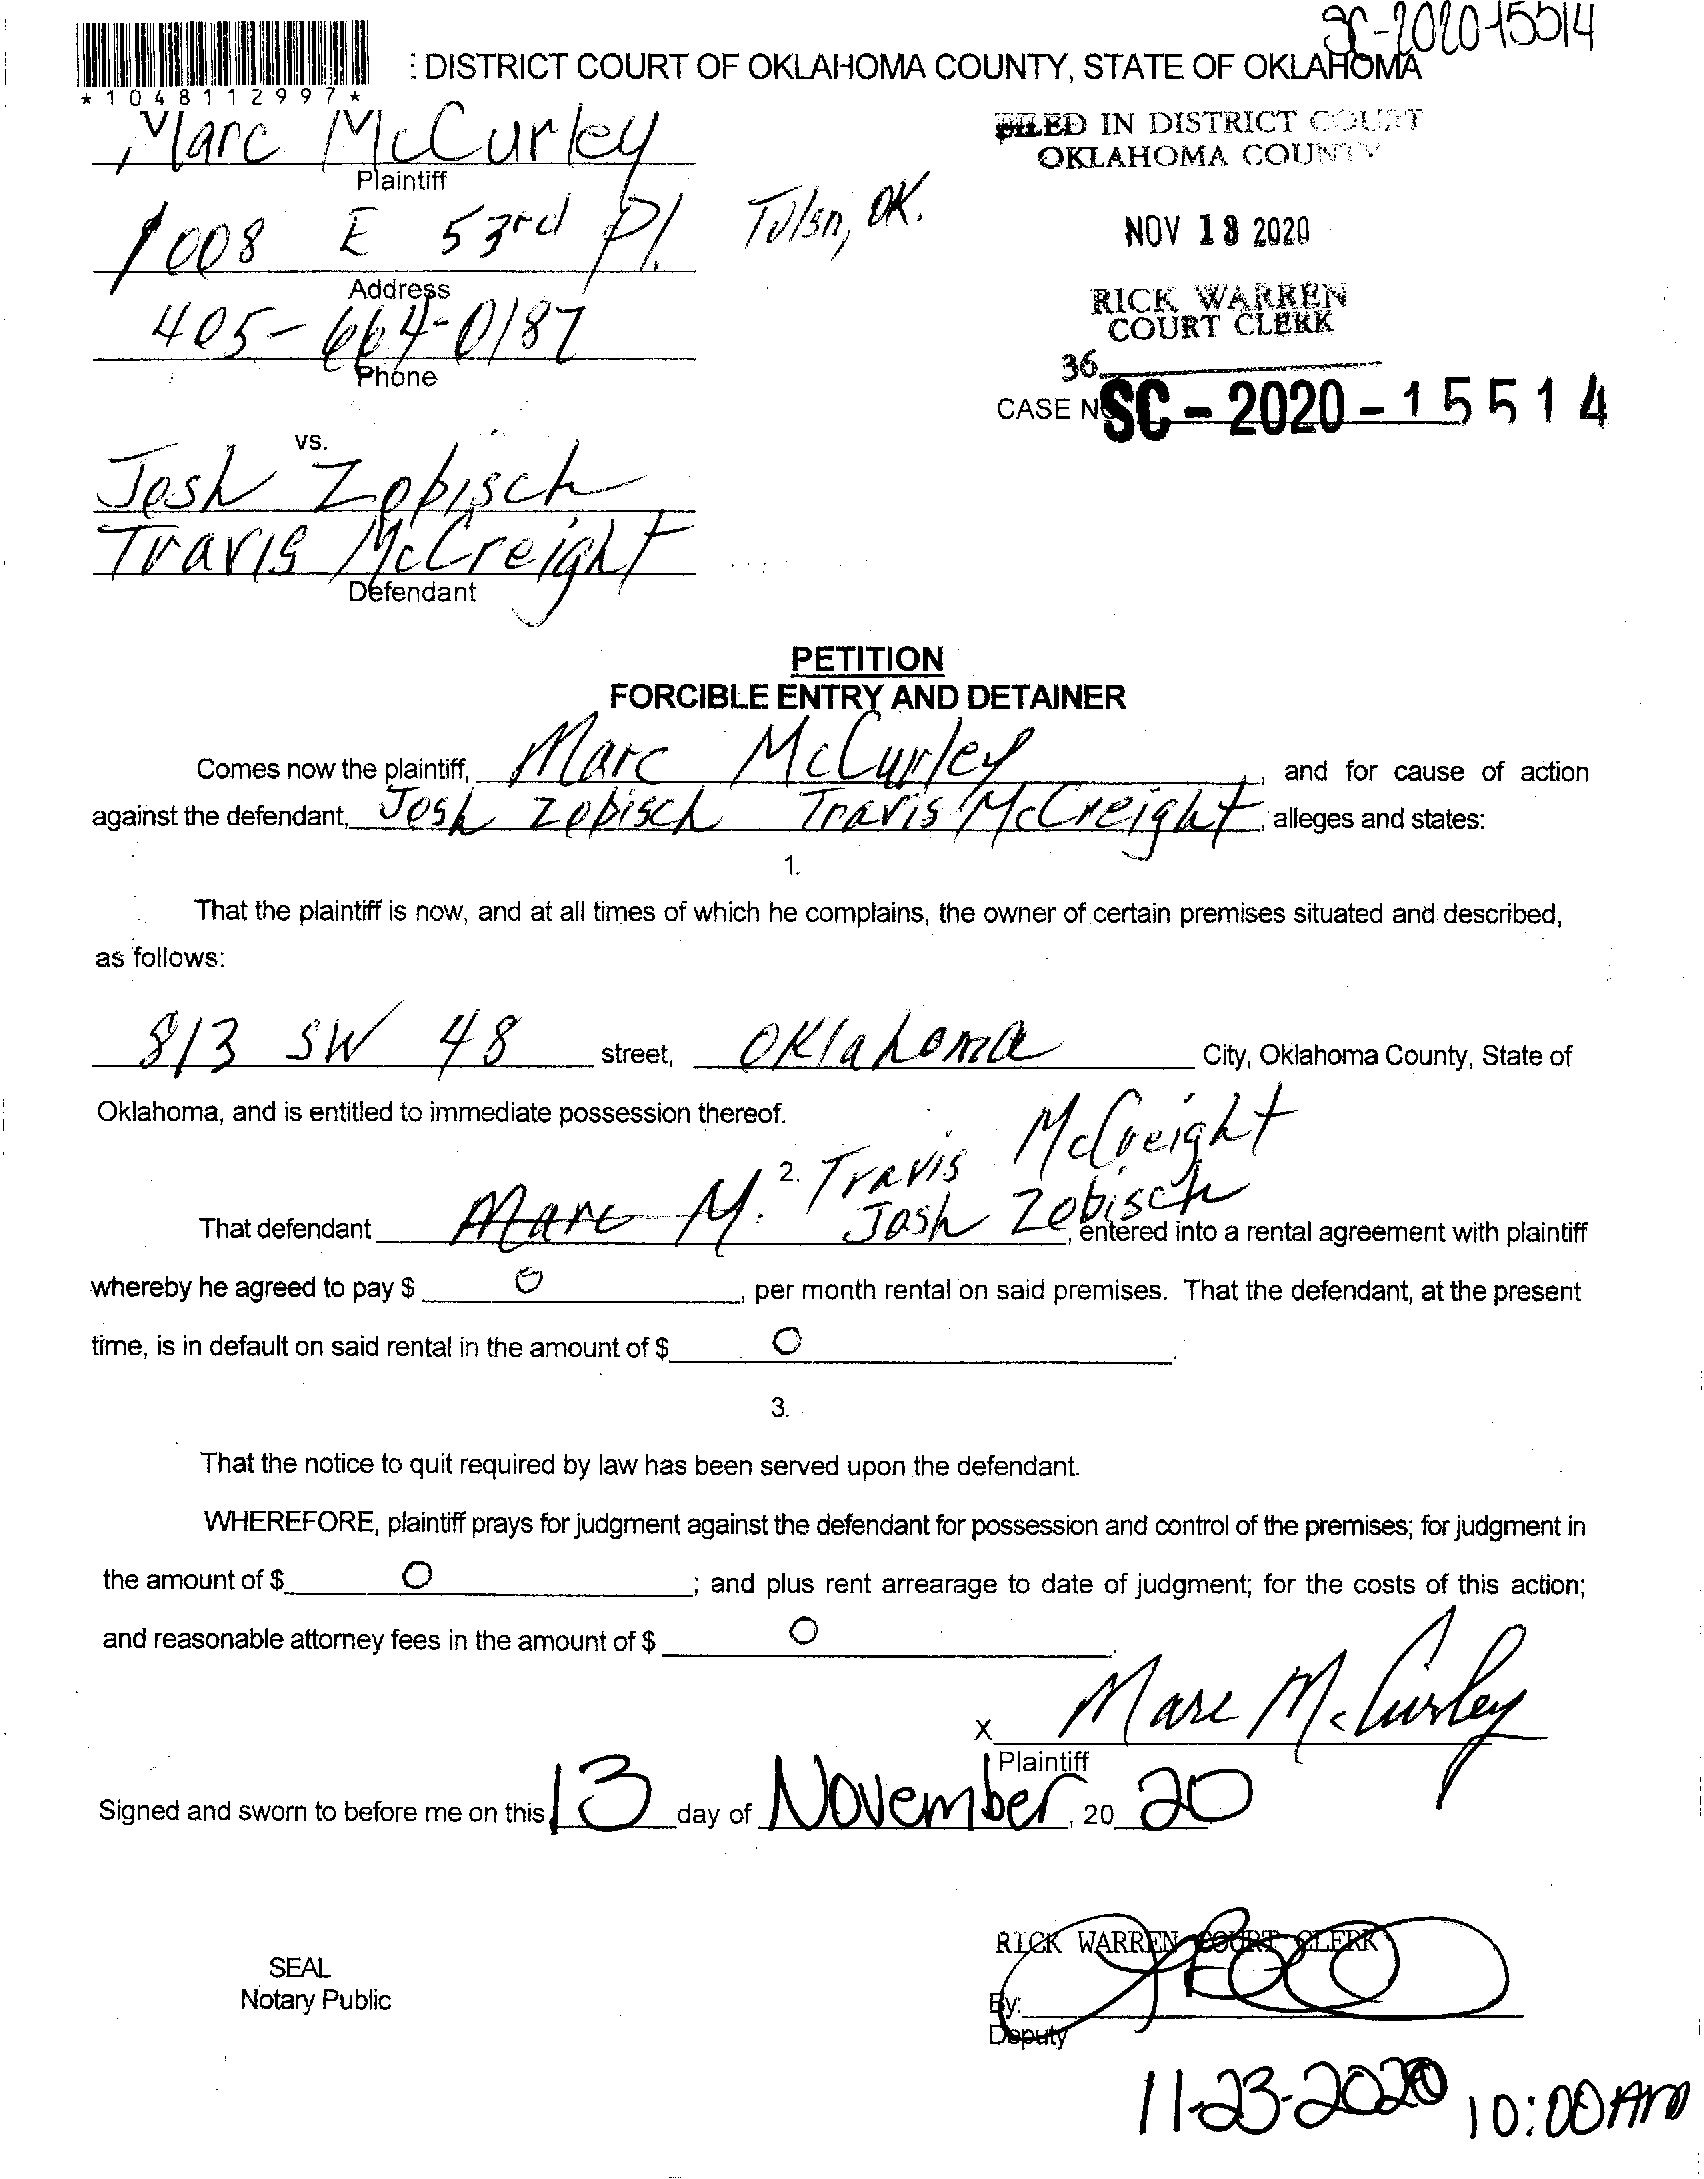 SC-2020-15514
: DISTRICT COURT OF OKLAHOMA COUNTY, STATE OF OKLAHOMA
*1048112997*
Marc McCurley
Plaintiff
FILED IN DISTRICT COURT
OKLAHOMA COUNTY
1008 E 53rd Pl. Tulsa, OK.
Address
NOV 13 2020
405-664-0187
Phone
RICK WARREN
COURT CLERK
36
CASE NO SC-2020-15514
vs.
Josh Zobisch
Travis McCreight
Defendant
PETITION
FORCIBLE ENTRY AND DETAINER
Comes now the plaintiff, Marc McCurley, and for cause of action
against the defendant, Josh Zobisch Travis McCreight, alleges and states:
1.
That the plaintiff is now, and at all times of which he complains, the owner of certain premises situated and described,
as follows:
813 SW 48 street, Oklahoma City, Oklahoma County, State of
Oklahoma, and is entitled to immediate possession thereof.
2. Travis McCreight
That defendant Marc M. Josh Zobisch, entered into a rental agreement with plaintiff
whereby he agreed to pay $ 0, per month rental on said premises. That the defendant, at the present
time, is in default on said rental in the amount of $ 0.
3.
That the notice to quit required by law has been served upon the defendant.
WHEREFORE, plaintiff prays for judgment against the defendant for possession and control of the premises; for judgment in
the amount of $ 0; and plus rent arrearage to date of judgment; for the costs of this action;
and reasonable attorney fees in the amount of $ 0.
X Marc McCurley
Plaintiff
Signed and sworn to before me on this 13 day of November, 20 20
RICK WARREN COURT CLERK
SEAL
Notary Public
By:
Deputy
11-23-2020 10:00AM